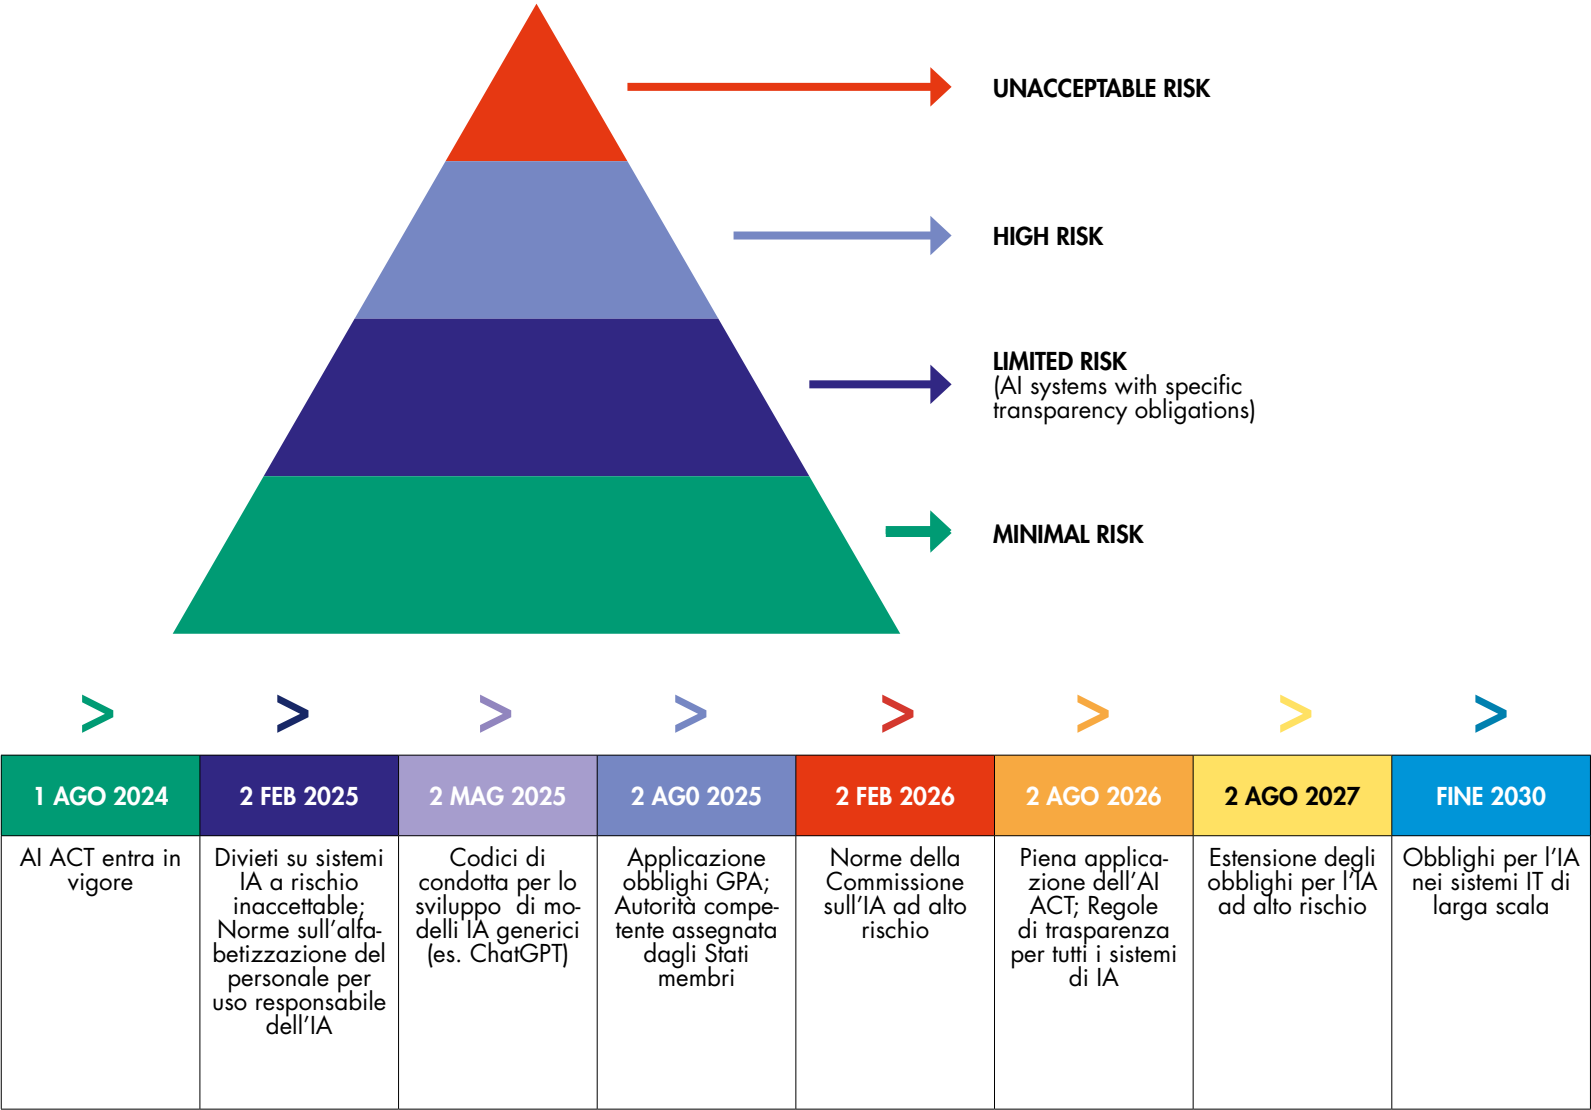 UNACCEPTABLE RISK
HIGH RISK
LIMITED RISK
(AI systems with specific
transparency obligations)
MINIMAL RISK
> > > > > > > >
1 AGO 2024
AI ACT entra in
vigore
2 FEB 2025
Divieti su sistemi
IA a rischio
inaccettable;
Norme sull'alfa-
betizzazione del
personale per
uso responsabile
dell'IA
2 MAG 2025
Codici di
condotta per lo
sviluppo di mo-
delli IA generici
(es. ChatGPT)
2 AG0 2025
Applicazione
obblighi GPA;
Autorità compe-
tente assegnata
dagli Stati
membri
2 FEB 2026
Norme della
Commissione
sull'IA ad alto
rischio
2 AGO 2026
Piena applica-
zione dell'AI
ACT; Regole
di trasparenza
per tutti i sistemi
di IA
2 AGO 2027
Estensione degli
obblighi per l'IA
ad alto rischio
FINE 2030
Obblighi per l'IA
nei sistemi IT di
larga scala